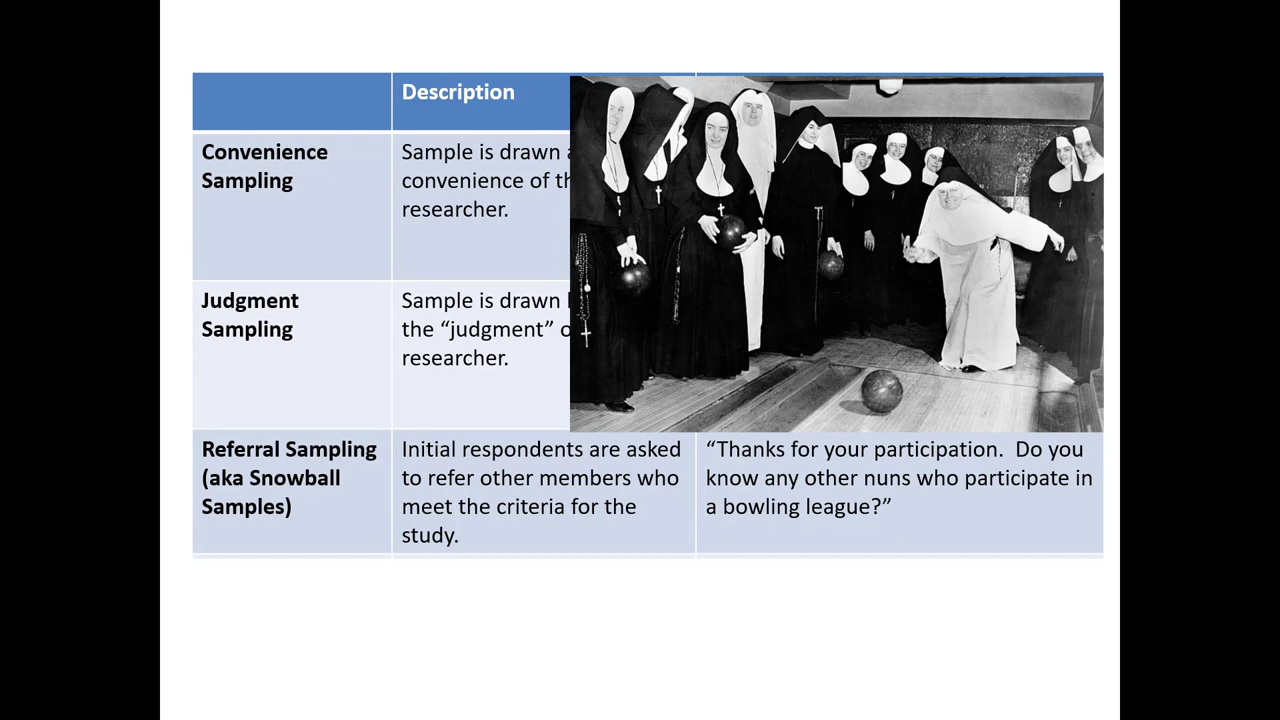 Description
Convenience
Sampling
Sample is drawn
convenience of
researcher.
Judgment
Sampling
Sample is drawn
the “judgment”
researcher.
Referral Sampling
(aka Snowball
Samples)
Initial respondents are asked
to refer other members who
meet the criteria for the
study.
“Thanks for your participation.  Do you
know any other nuns who participate in
a bowling league?”